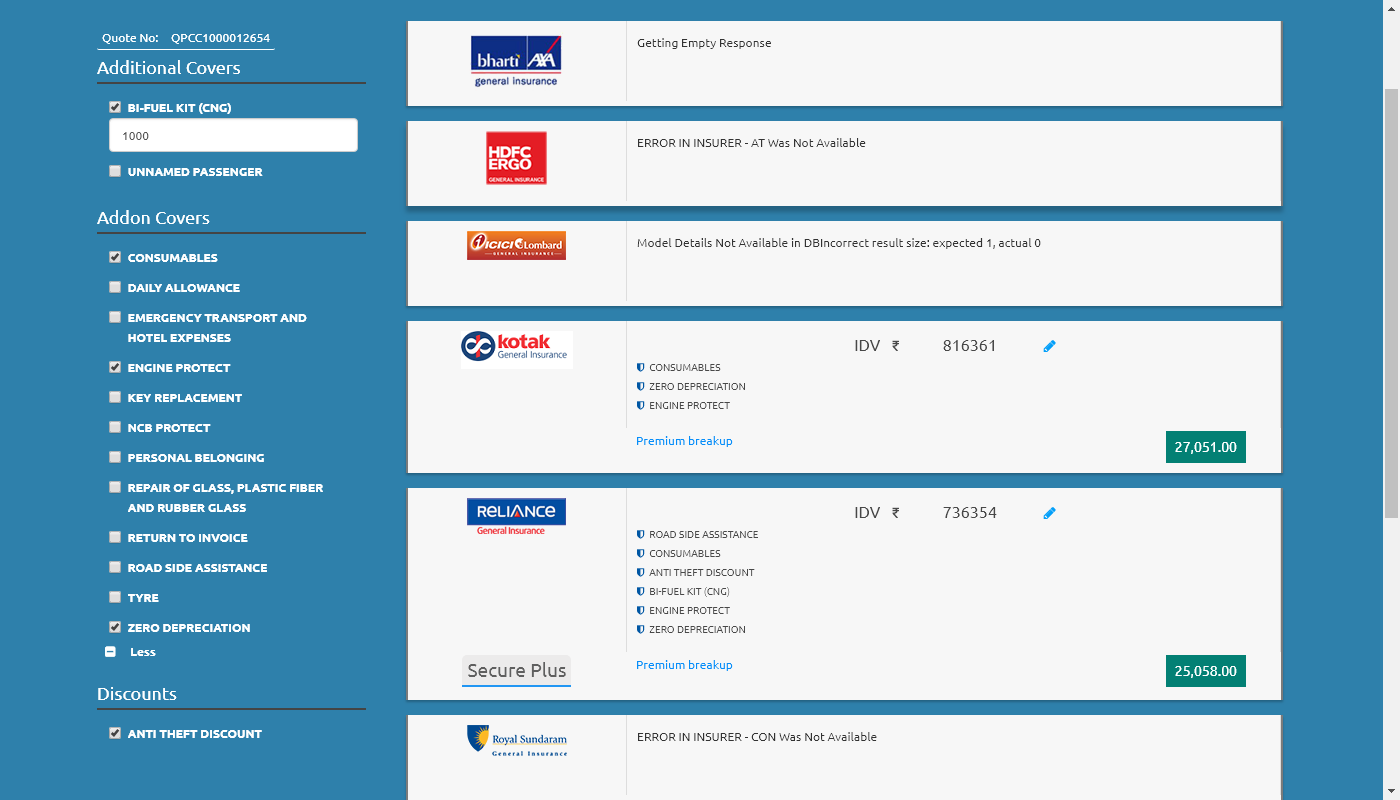 Quote No: QPCC1000012654
Additional Covers
BI-FUEL KIT (CNG)
1000
UNNAMED PASSENGER
Addon Covers
CONSUMABLES
DAILY ALLOWANCE
EMERGENCY TRANSPORT AND
HOTEL EXPENSES
ENGINE PROTECT
KEY REPLACEMENT
NCB PROTECT
PERSONAL BELONGING
REPAIR OF GLASS, PLASTIC FIBER
AND RUBBER GLASS
RETURN TO INVOICE
ROAD SIDE ASSISTANCE
TYRE
ZERO DEPRECIATION
Less
Discounts
ANTI THEFT DISCOUNT
bharti AXA
general insurance
Getting Empty Response
HDFC
ERGO
GENERAL INSURANCE
ERROR IN INSURER - AT Was Not Available
ICICI Lombard
GENERAL INSURANCE
Model Details Not Available in DBIncorrect result size: expected 1, actual 0
kotak
General Insurance
IDV ₹ 816361
CONSUMABLES
ZERO DEPRECIATION
ENGINE PROTECT
Premium breakup
27,051.00
RELIANCE
General Insurance
IDV ₹ 736354
ROAD SIDE ASSISTANCE
CONSUMABLES
ANTI THEFT DISCOUNT
BI-FUEL KIT (CNG)
ENGINE PROTECT
ZERO DEPRECIATION
Secure Plus
Premium breakup
25,058.00
Royal Sundaram
General Insurance
ERROR IN INSURER - CON Was Not Available